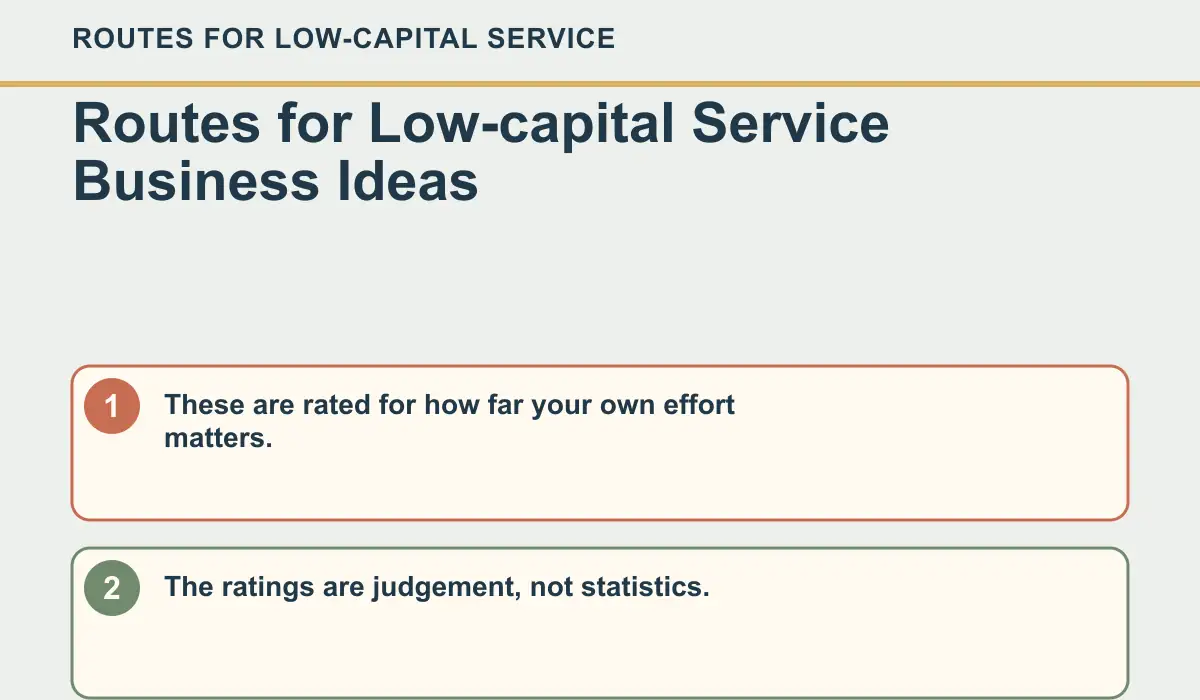 ROUTES FOR LOW-CAPITAL SERVICE
Routes for Low-capital Service
Business Ideas
1
These are rated for how far your own effort
matters.
2
The ratings are judgement, not statistics.